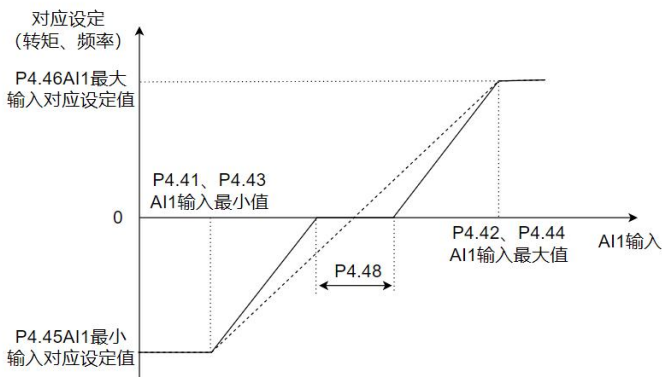 对应设定
（转矩、频率）
P4.46AI1最大
输入对应设定值
P4.41、P4.43
AI1输入最小值
0
P4.42、P4.44
AI1输入最大值
AI1输入
P4.48
P4.45AI1最小
输入对应设定值